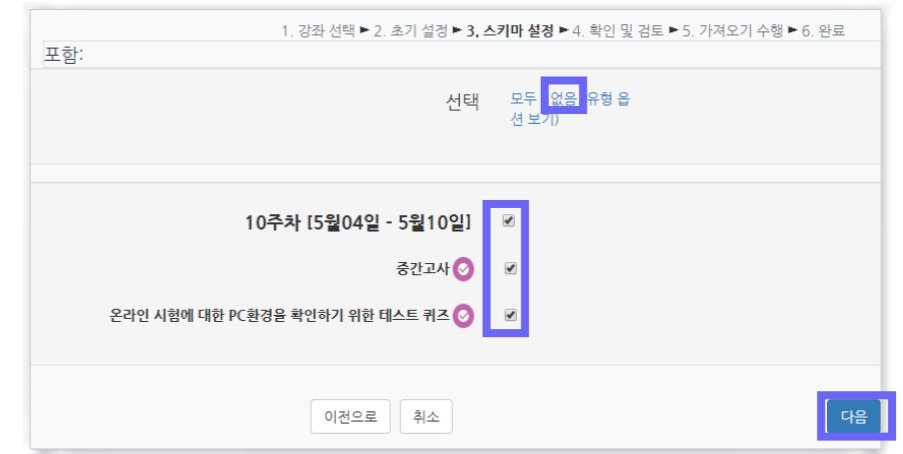 1. 강좌 선택 ► 2. 초기 설정 ► 3. 스키마 설정 ► 4. 확인 및 검토 ► 5. 가져오기 수행 ► 6. 완료
포함:
선택
모두 없음 유형 옵
션 보기)
10주차 [5월04일 - 5월10일]
중간고사
온라인 시험에 대한 PC환경을 확인하기 위한 테스트 퀴즈
이전으로 취소 다음